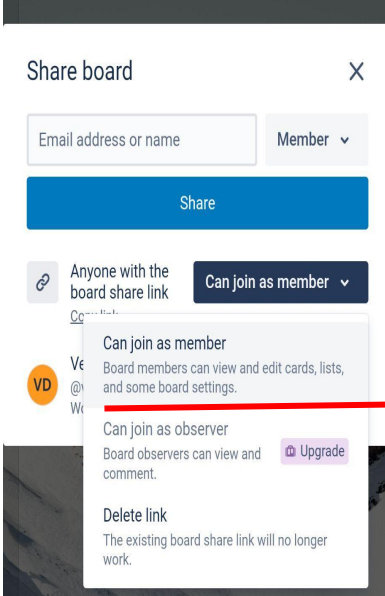 Share board
Email address or name
Member
Share
Anyone with the
board share link
Can join as member
Copy link
Can join as member
Board members can view and edit cards, lists,
and some board settings.
VD
Can join as observer
Board observers can view and
comment.
Upgrade
Delete link
The existing board share link will no longer
work.